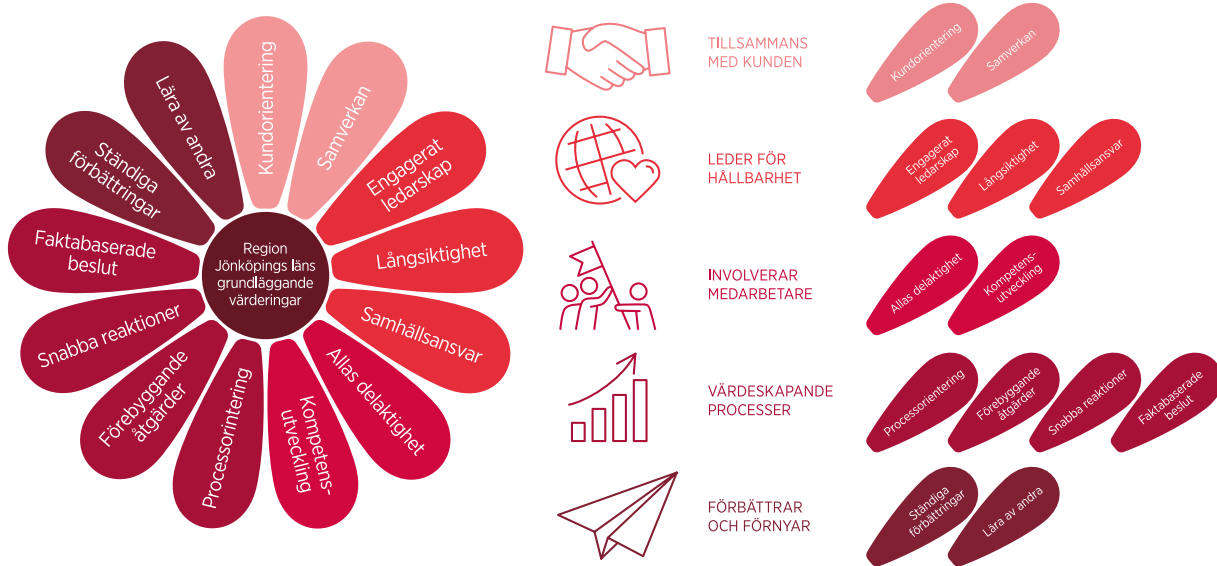 Kundorientering
Samverkan
Engagerat
ledarskap
Långsiktighet
Samhällsansvar
Allas delaktighet
Kompetens-
utveckling
Processorintering
Förebyggande
åtgärder
Snabba reaktioner
Faktabaserade
beslut
Ständiga
förbättringar
Lära av andra
Region
Jönköpings läns
grundläggande
värderingar
TILLSAMMANS
MED KUNDEN
Kundorientering
Samverkan
LEDER FÖR
HÅLLBARHET
Engagerat
ledarskap
Långsiktighet
Samhällsansvar
INVOLVERAR
MEDARBETARE
Allas delaktighet
Kompetens-
utveckling
VÄRDESKAPANDE
PROCESSER
Processorientering
Förebyggande
åtgärder
Snabba reaktioner
Faktabaserade
beslut
FÖRBÄTTRAR
OCH FÖRNYAR
Ständiga
förbättringar
Lära av andra